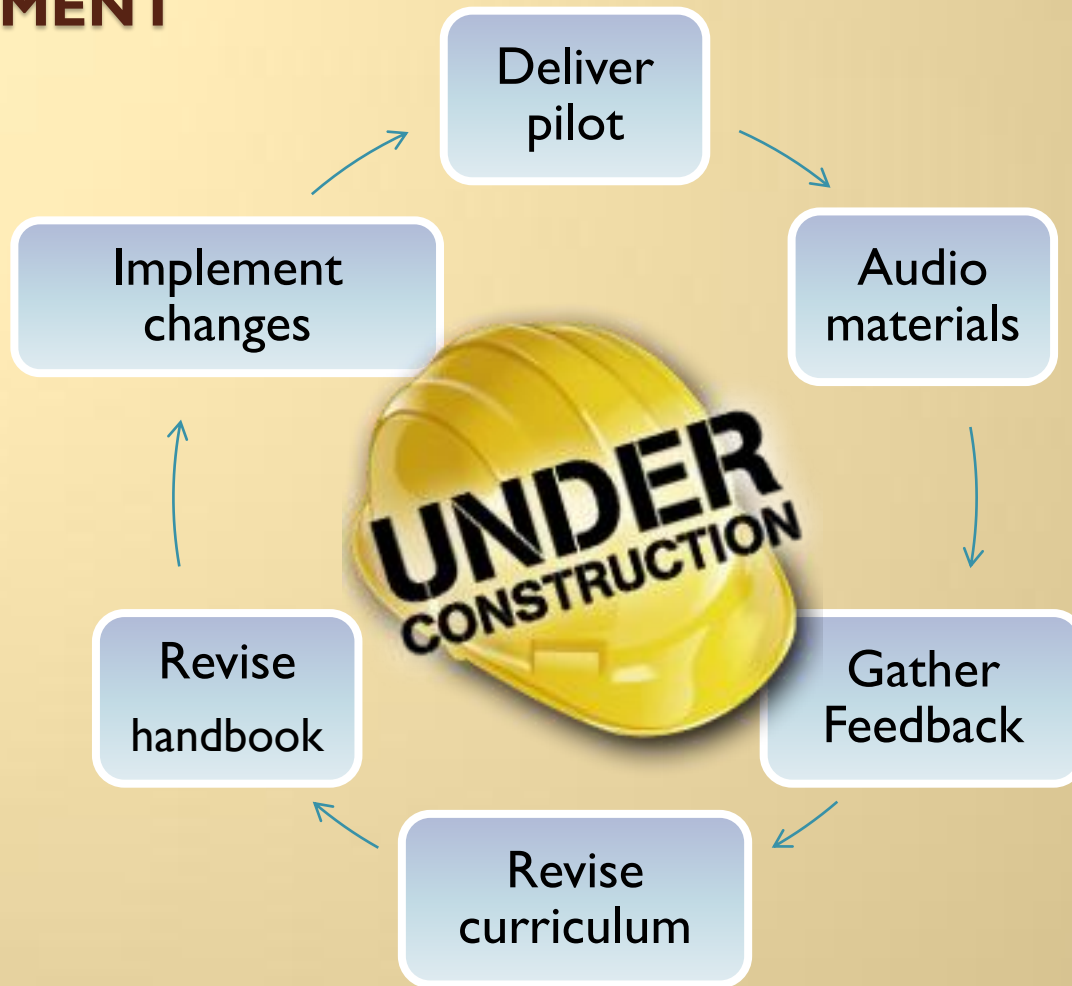 MENT
Deliver
pilot
Audio
materials
Gather
Feedback
Revise
curriculum
Revise
handbook
Implement
changes
UNDER
CONSTRUCTION